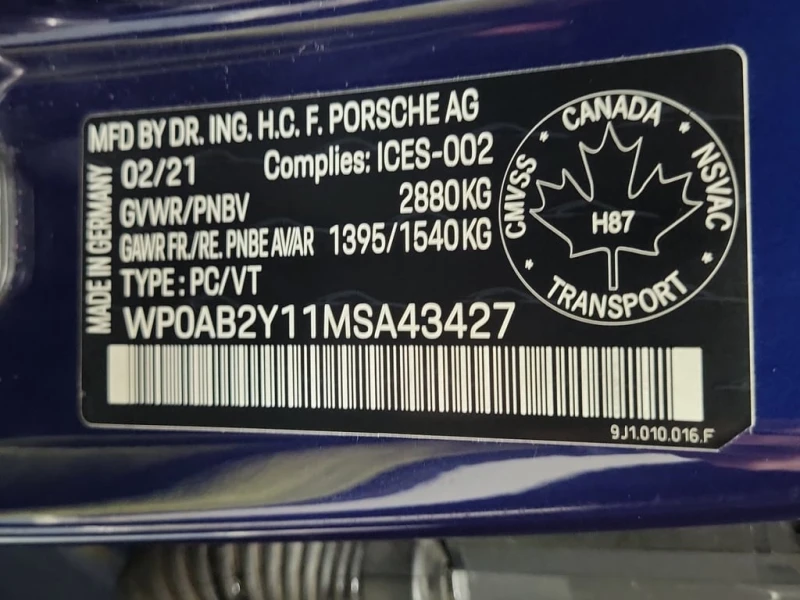 MFD BY DR. ING. H.C. F. PORSCHE AG
02/21 Complies: ICES-002
GVWR/PNBV 2880KG
GAWR FR./RE. PNBE AV/AR 1395/1540KG
TYPE : PC/VT
WP0AB2Y11MSA43427
MADE IN GERMANY
CANADA
CMVSS
NSVAC
H87
TRANSPORT
9J1.010.016.F